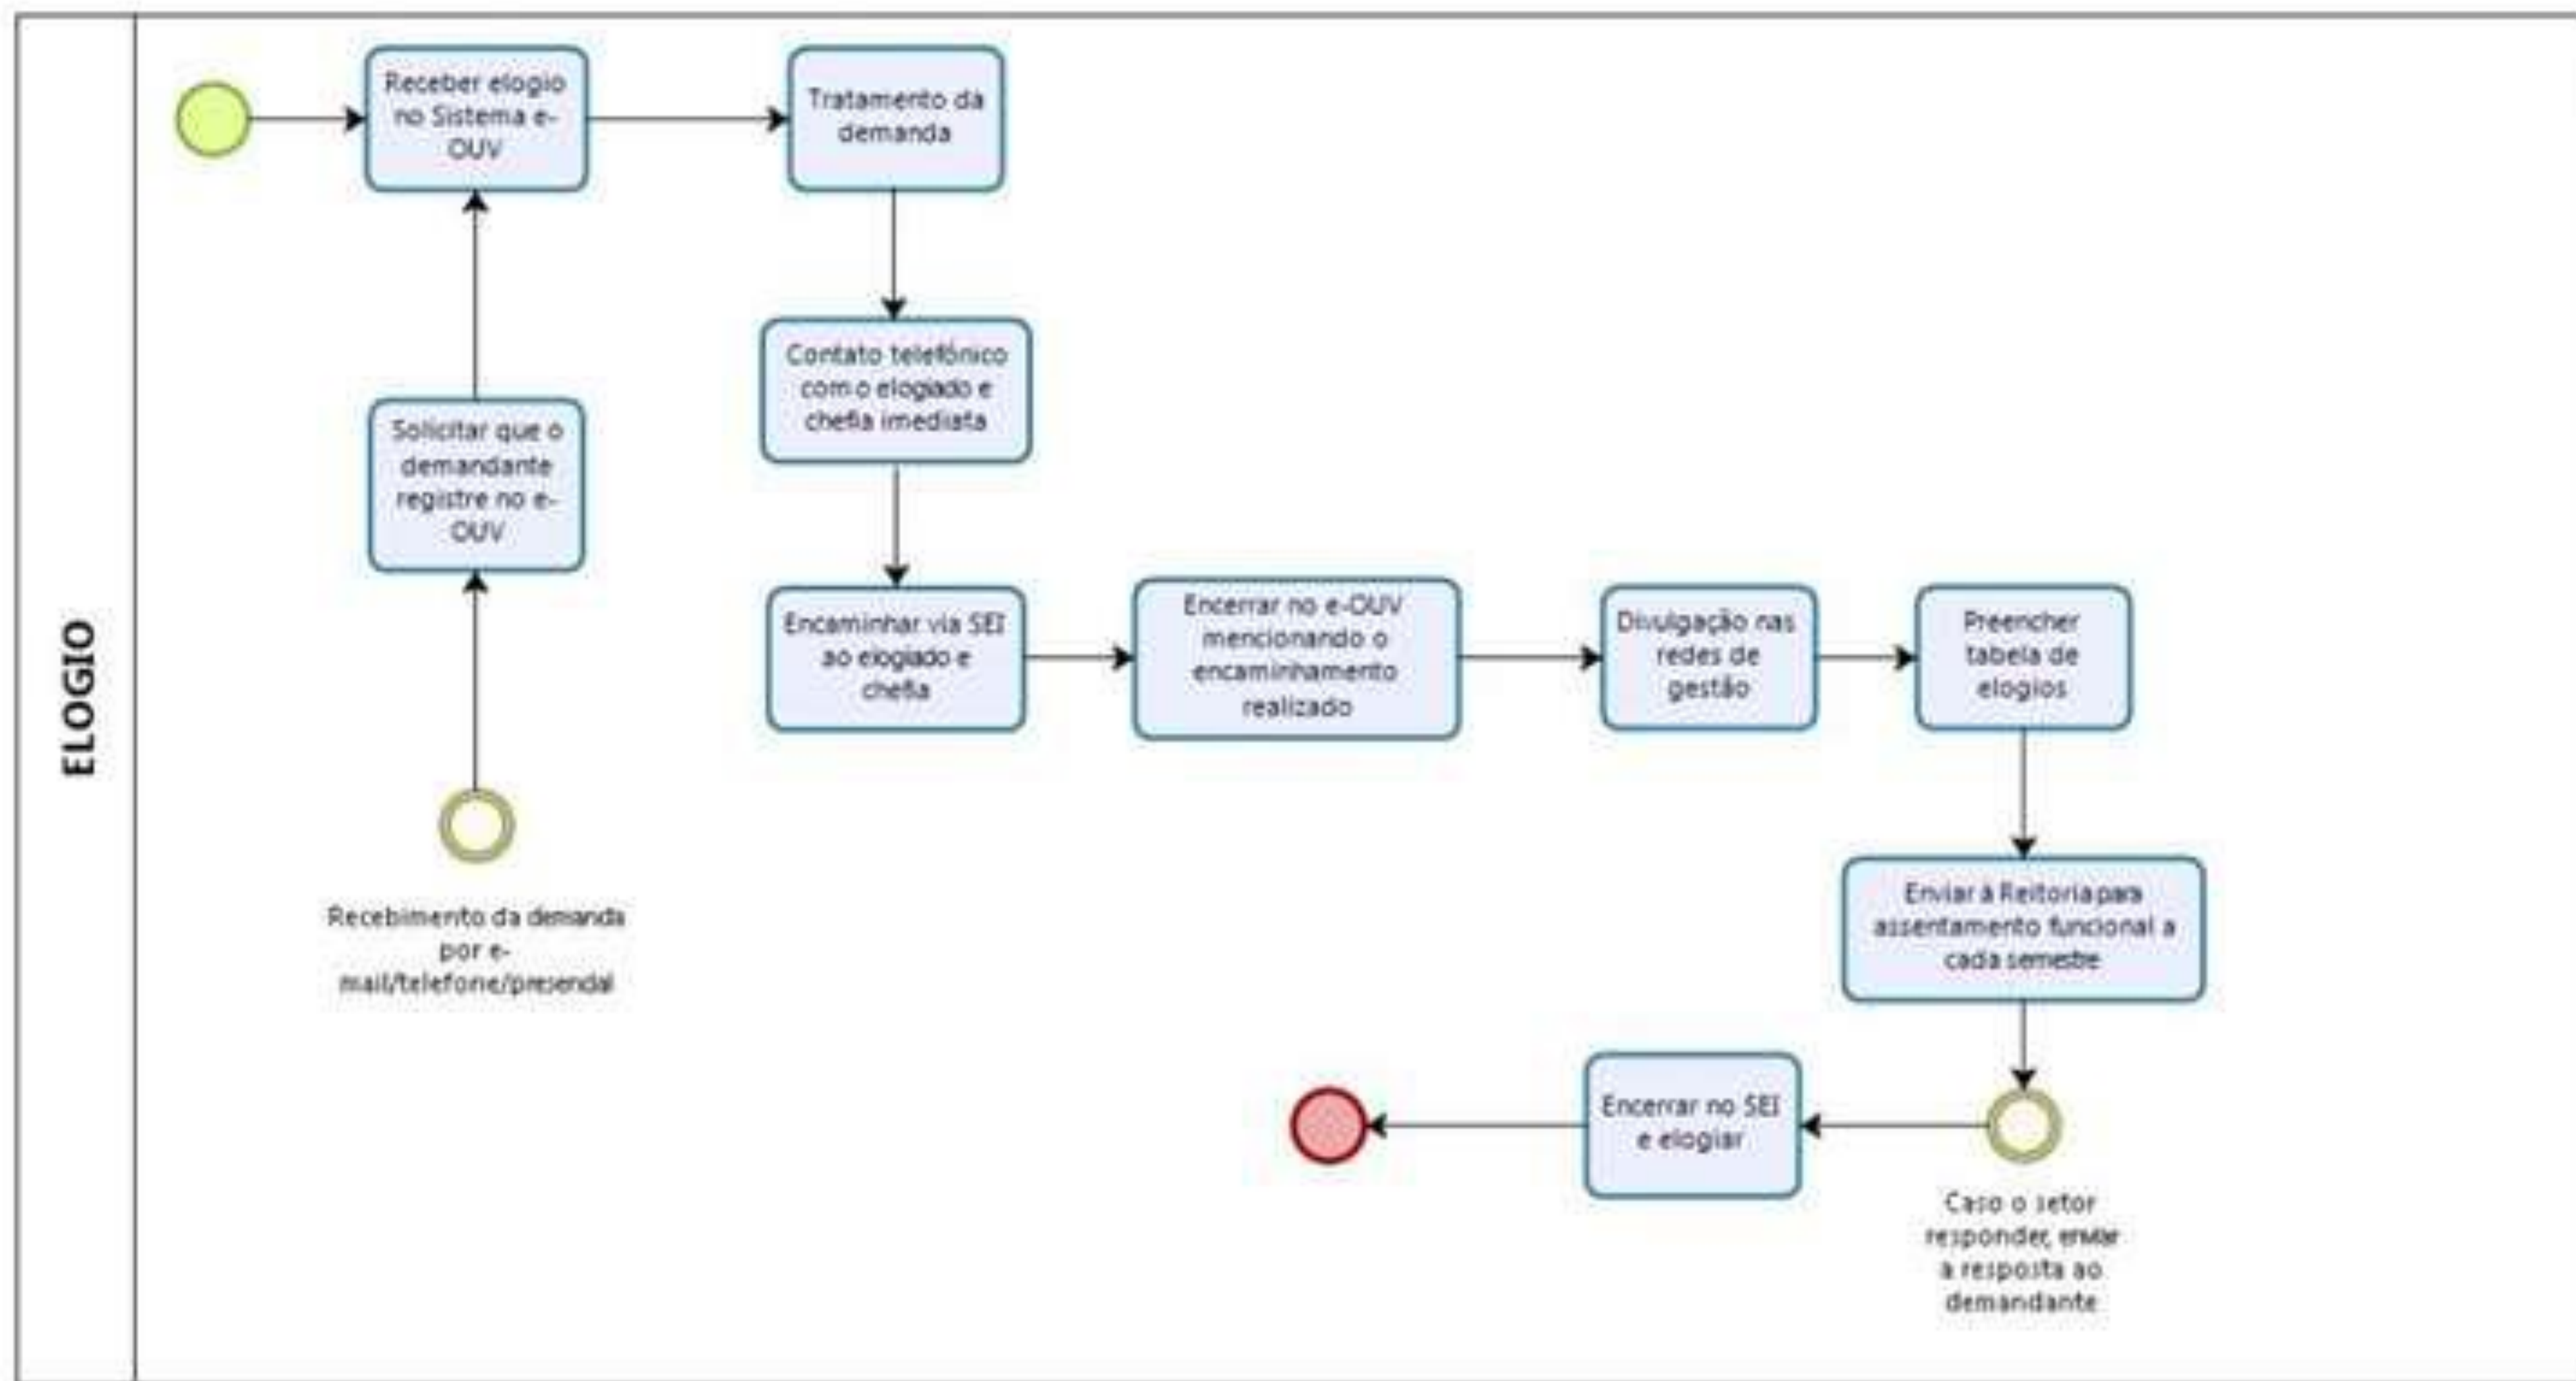 ELOGIO
Receber elogio
no Sistema e-
OUV
Tratamento da
demanda
Contato telefônico
com o elogiado e
chefia imediata
Solicitar que o
demandante
registre no e-
OUV
Encaminhar via SEI
ao elogiado e
chefia
Encerrar no e-OUV
mencionando o
encaminhamento
realizado
Divulgação nas
redes de
gestão
Preencher
tabela de
elogios
Recebimento da demanda
por e-
mail/telefone/presencial
Enviar à Reitoria para
assentamento funcional a
cada semestre
Encerrar no SEI
e elogiar
Caso o setor
responder, enviar
a resposta ao
demandante